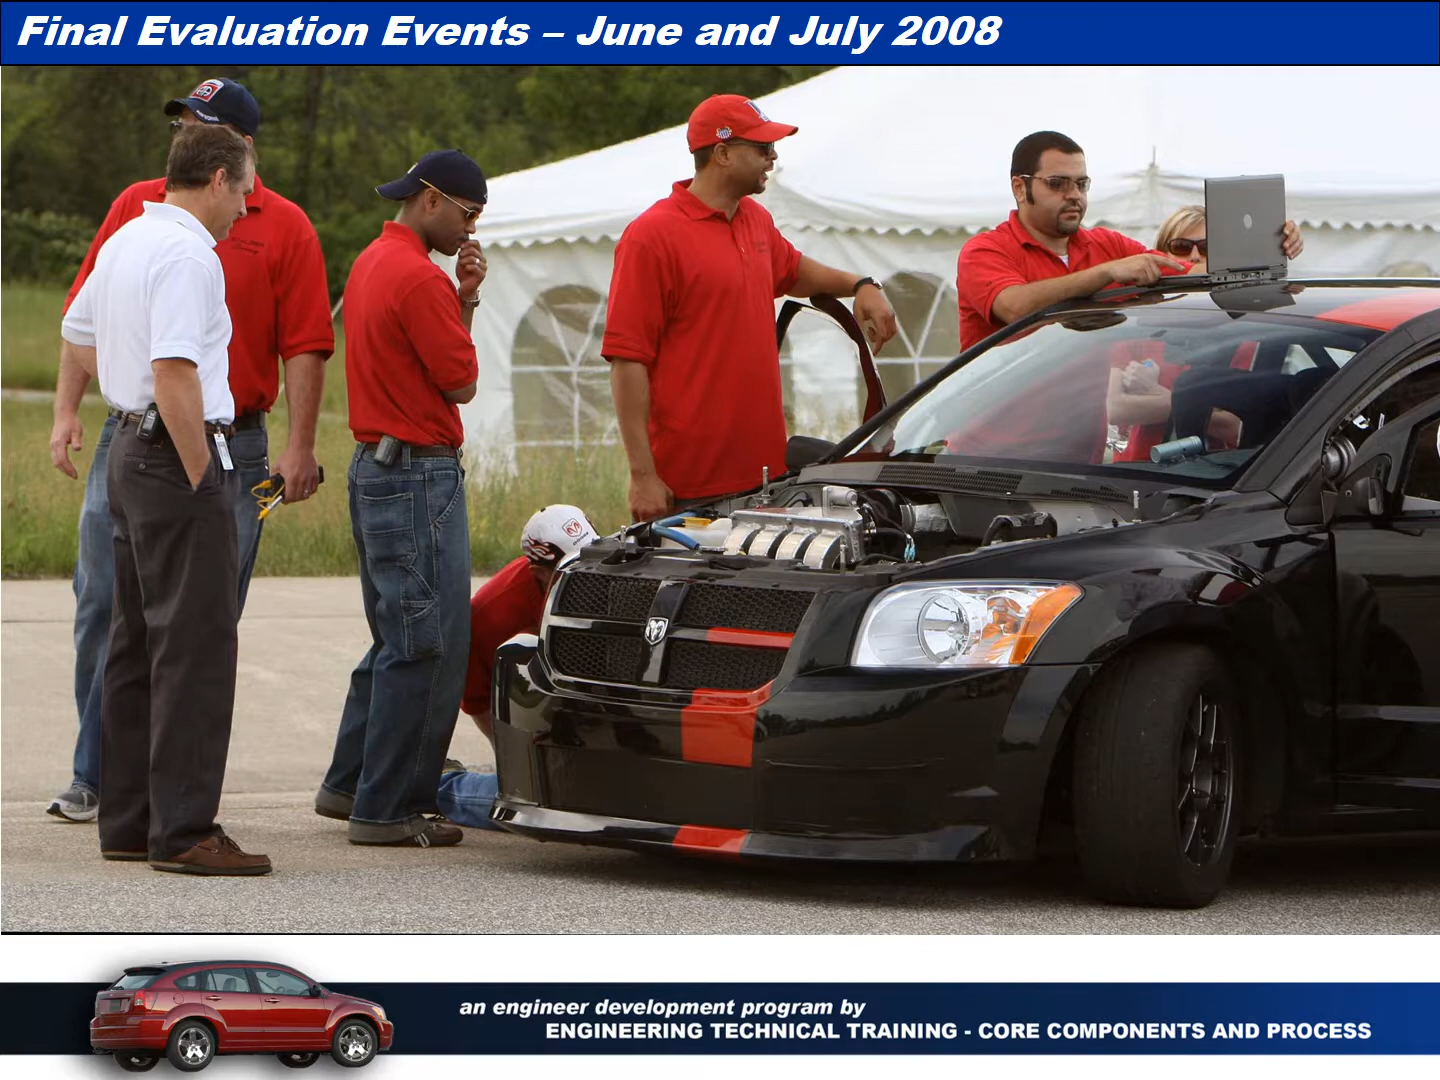 Final Evaluation Events – June and July 2008
an engineer development program by
ENGINEERING TECHNICAL TRAINING - CORE COMPONENTS AND PROCESS